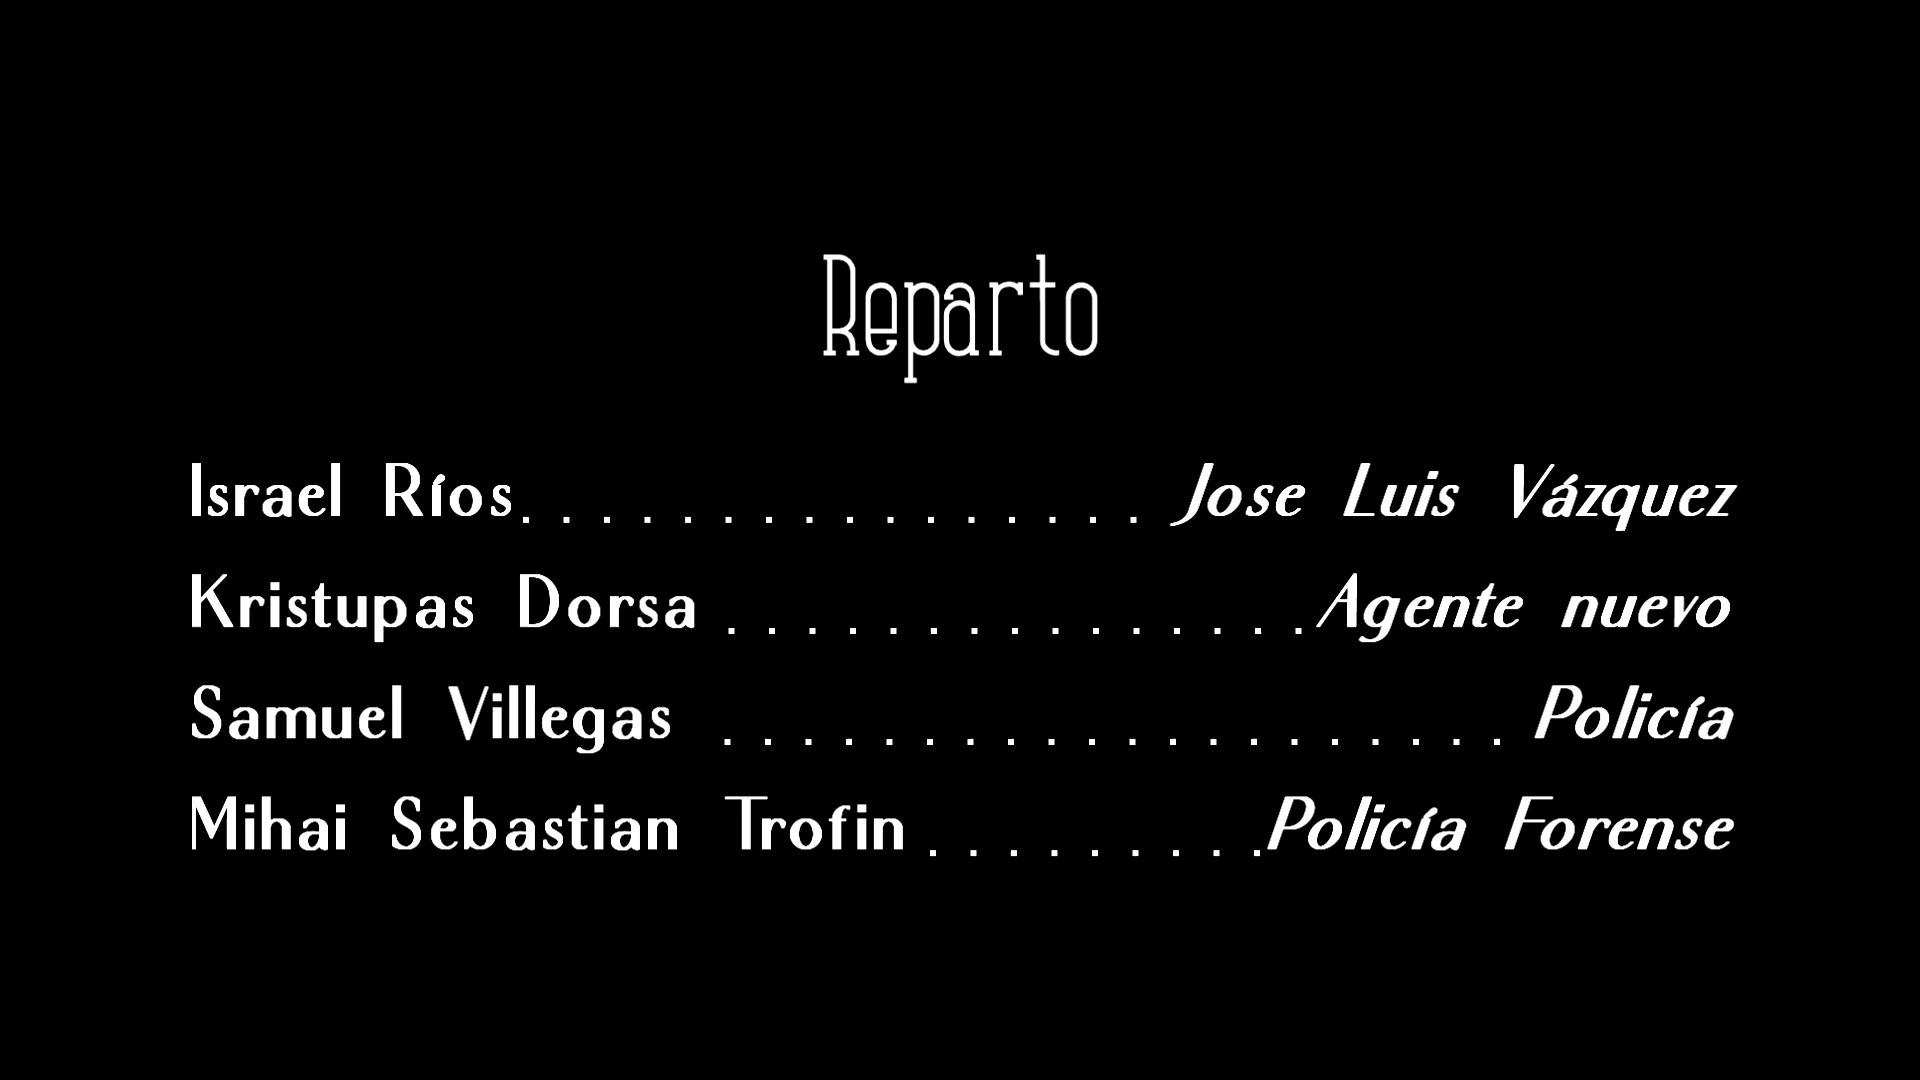 Reparto
Israel Ríos. . . . . . . . . . . . . . . . Jose Luis Vázquez
Kristupas Dorsa . . . . . . . . . . . . . . . Agente nuevo
Samuel Villegas . . . . . . . . . . . . . . . . . . . . Policía
Mihai Sebastian Trofin . . . . . . . . . Policía Forense